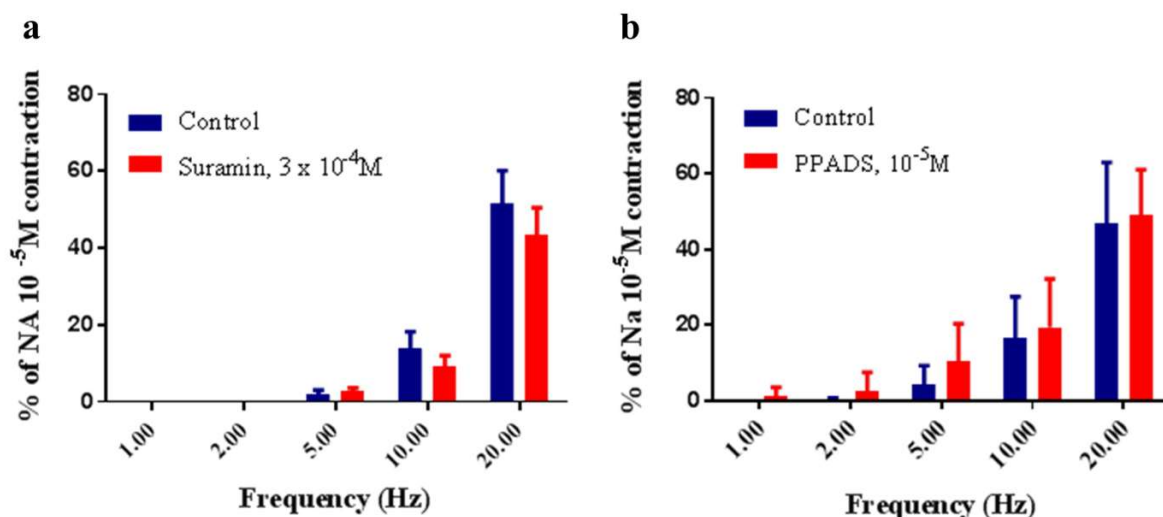 a
% of NA 10 -5M contraction
80
60
40
20
0
Control
Suramin, 3 x 10-4M
1.00
2.00
5.00
10.00
20.00
Frequency (Hz)
b
% of Na 10-5M contraction
80
60
40
20
0
Control
PPADS, 10-5M
1.00
2.00
5.00
10.00
20.00
Frequency (Hz)